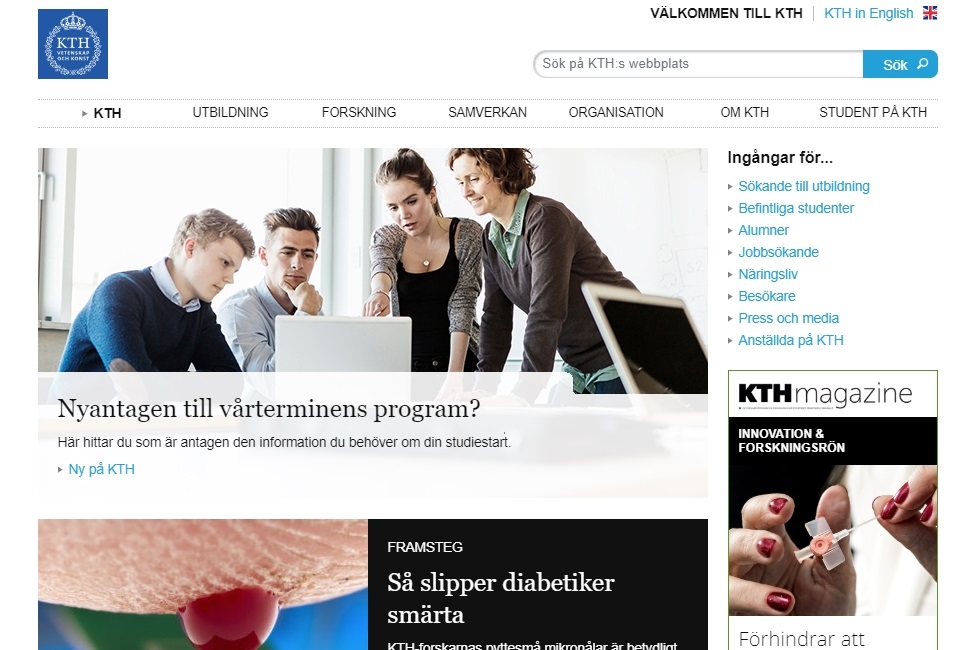 VÄLKOMMEN TILL KTH
KTH in English
KTH
VETENSKAP
OCH KONST
Sök på KTH:s webbplats
Sök
KTH
UTBILDNING
FORSKNING
SAMVERKAN
ORGANISATION
OM KTH
STUDENT PÅ KTH
Nyantagen till vårterminens program?
Här hittar du som är antagen den information du behöver om din studiestart.
Ny på KTH
Ingångar för...
Sökande till utbildning
Befintliga studenter
Alumner
Jobbsökande
Näringsliv
Besökare
Press och media
Anställda på KTH
KTHmagazine
INNOVATION &
FORSKNINGSRÖN
Förhindrar att
FRAMSTEG
Så slipper diabetiker
smärta
KTH-forskarnas pyttesmå mikronålar är betydligt